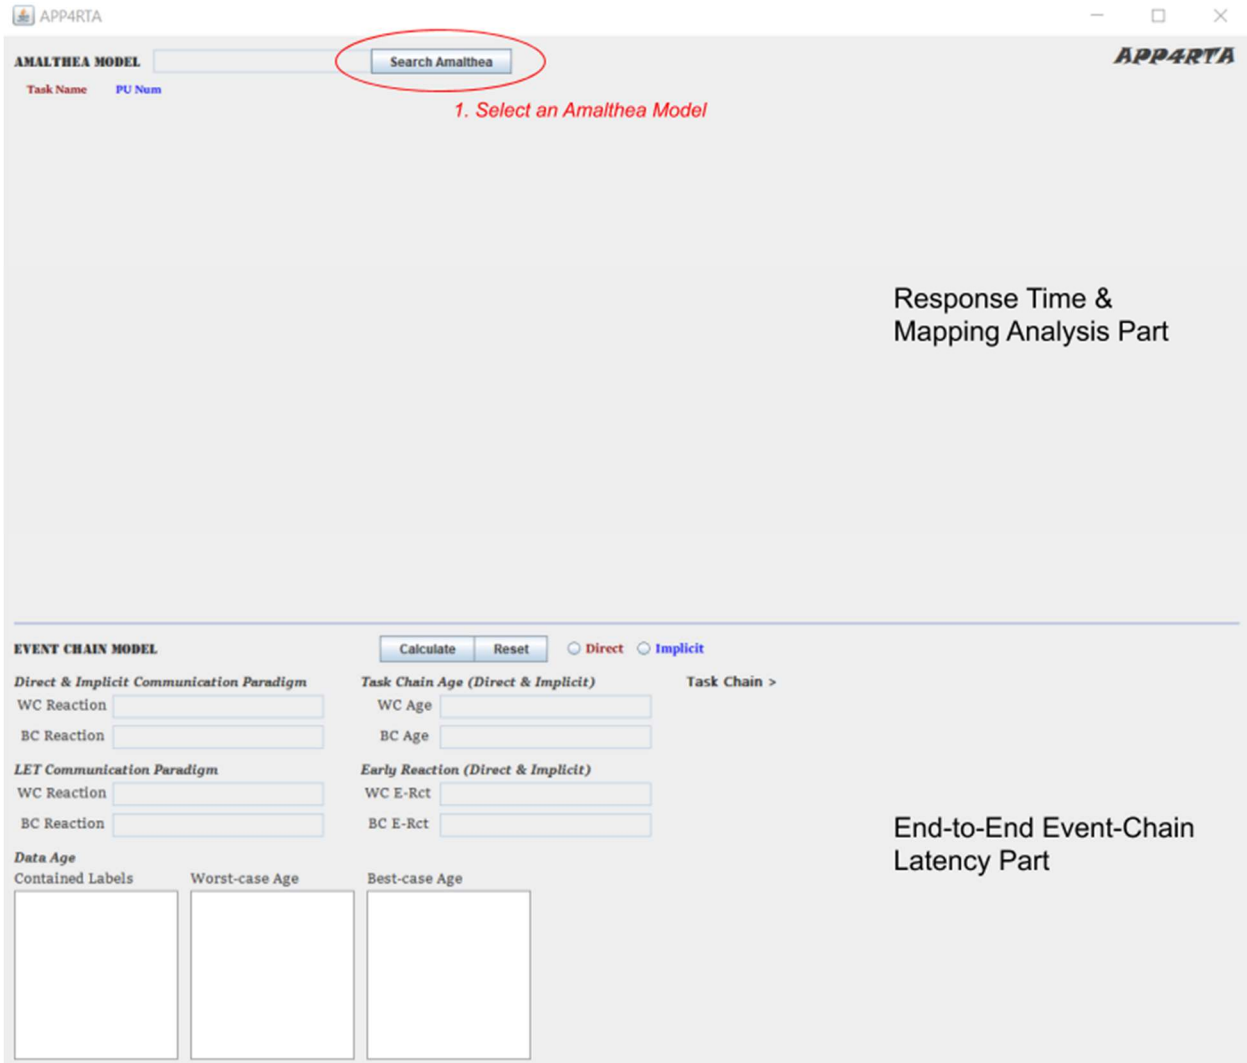 APP4RTA
AMALTHEA MODEL Search Amalthea APP4RTA
Task Name PU Num
1. Select an Amalthea Model
Response Time &
Mapping Analysis Part
EVENT CHAIN MODEL Calculate Reset Direct Implicit
Direct & Implicit Communication Paradigm Task Chain Age (Direct & Implicit) Task Chain >
WC Reaction WC Age
BC Reaction BC Age
LET Communication Paradigm Early Reaction (Direct & Implicit)
WC Reaction WC E-Rct
BC Reaction BC E-Rct
End-to-End Event-Chain
Latency Part
Data Age
Contained Labels Worst-case Age Best-case Age